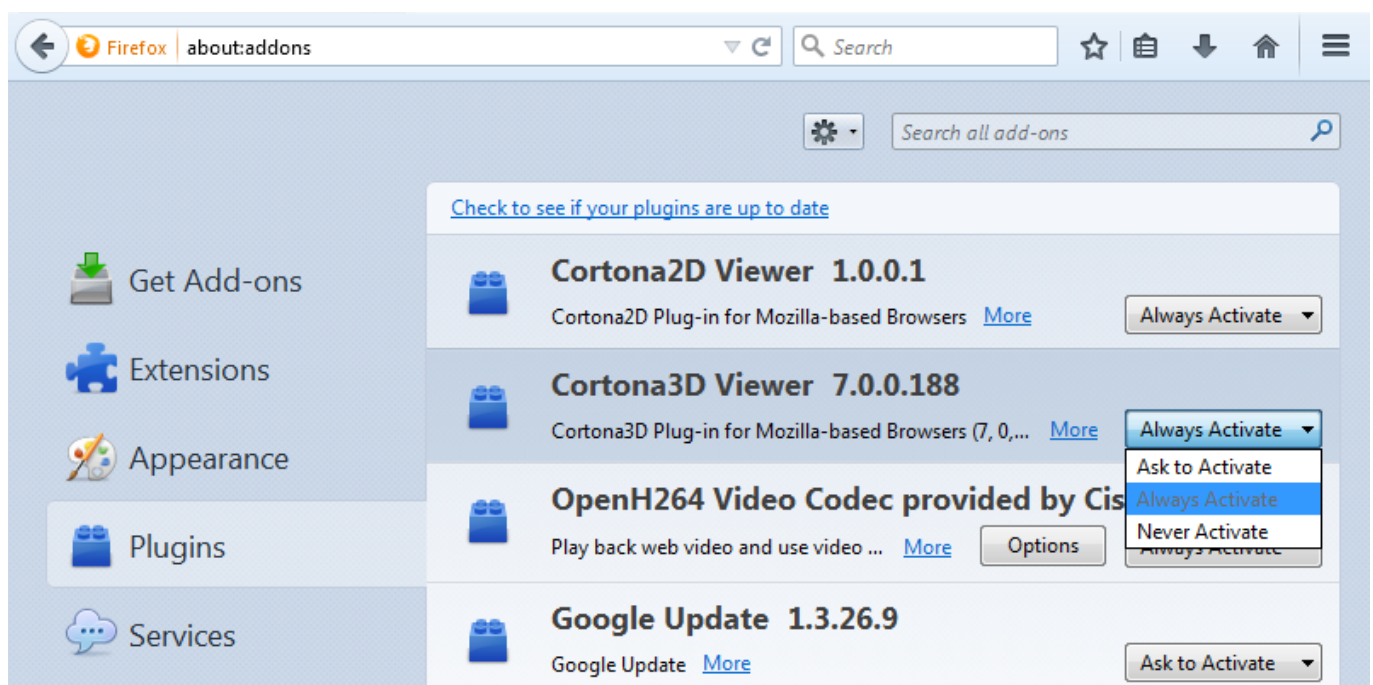 Firefox about:addons Search
Search all add-ons
Check to see if your plugins are up to date
Get Add-ons
Extensions
Appearance
Plugins
Services
Cortona2D Viewer 1.0.0.1
Cortona2D Plug-in for Mozilla-based Browsers More Always Activate
Cortona3D Viewer 7.0.0.188
Cortona3D Plug-in for Mozilla-based Browsers (7, 0,... More Always Activate
Ask to Activate
Always Activate
Never Activate
OpenH264 Video Codec provided by Cis
Play back web video and use video ... More Options Always Activate
Google Update 1.3.26.9
Google Update More Ask to Activate